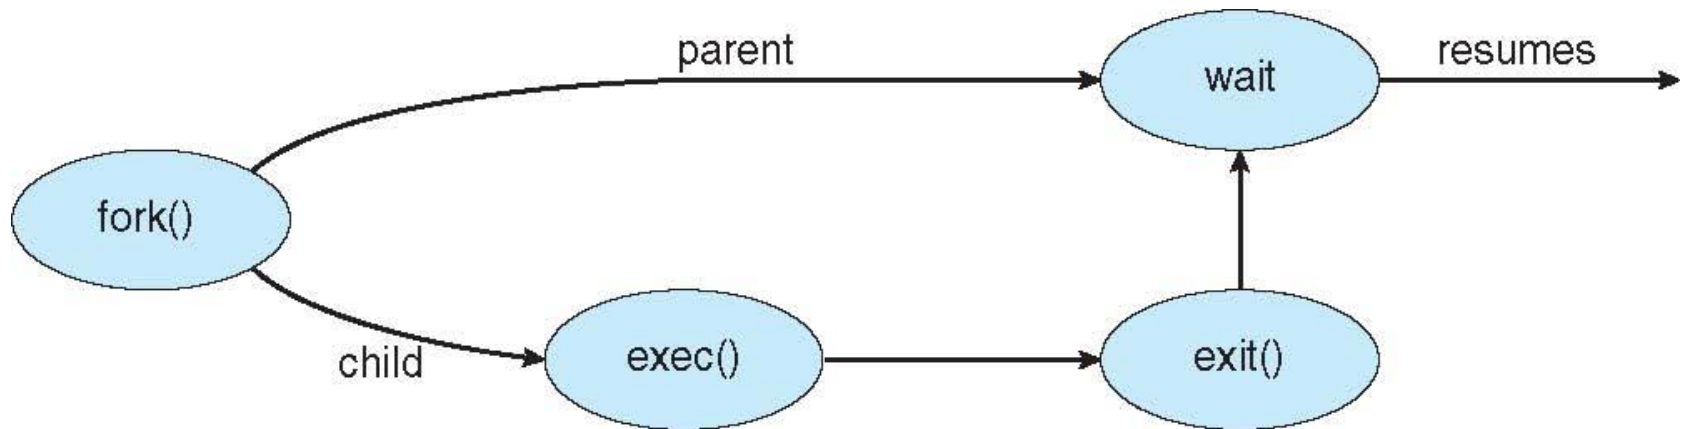 parent
wait
resumes
fork()
child
exec()
exit()